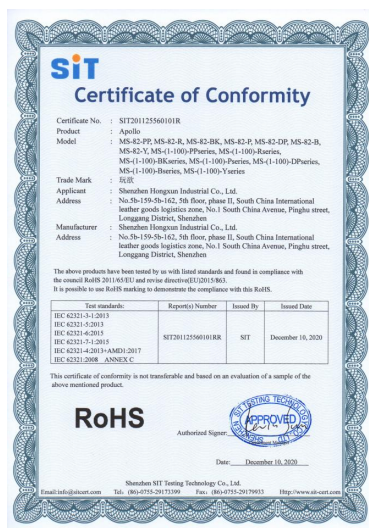 SiT
Certificate of Conformity
Certificate No. : SIT201125560101R
Product : Apollo
Model : MS-82-PP, MS-82-R, MS-82-BK, MS-82-P, MS-82-DP, MS-82-B,
MS-82-Y, MS-(1-100)-PPseries, MS-(1-100)-Rseries,
MS-(1-100)-BKseries, MS-(1-100)-Pseries, MS-(1-100)-DPseries,
MS-(1-100)-Bseries, MS-(1-100)-Yseries
Trade Mark : 玩欣
Applicant : Shenzhen Hongxun Industrial Co., Ltd.
Address : No.5b-159-5b-162, 5th floor, phase II, South China International
leather goods logistics zone, No.1 South China Avenue, Pinghu street,
Longgang District, Shenzhen
Manufacturer : Shenzhen Hongxun Industrial Co., Ltd.
Address : No.5b-159-5b-162, 5th floor, phase II, South China International
leather goods logistics zone, No.1 South China Avenue, Pinghu street,
Longgang District, Shenzhen
The above products have been tested by us with listed standards and found in compliance with
the council RoHS 2011/65/EU and revise directive(EU)2015/863.
It is possible to use RoHS marking to demonstrate the compliance with this RoHS.
Test standards: Report(s) Number Issued By Issued Date
IEC 62321-3-1:2013
IEC 62321-5:2013
IEC 62321-6:2015
IEC 62321-7-1:2015
IEC 62321-4:2013+AMD1:2017
IEC 62321:2008 ANNEX C
SIT201125560101RR SIT December 10, 2020
This certificate of conformity is not transferable and based on an evaluation of a sample of the
above mentioned product.
RoHS
APPROVED
Authorized Signer:
Date: December 10, 2020
Shenzhen SIT Testing Technology Co., Ltd.
Email:info@sitcert.com Tel: (86)-0755-29173399 Fax: (86)-0755-29179933 Http://www.sit-cert.com